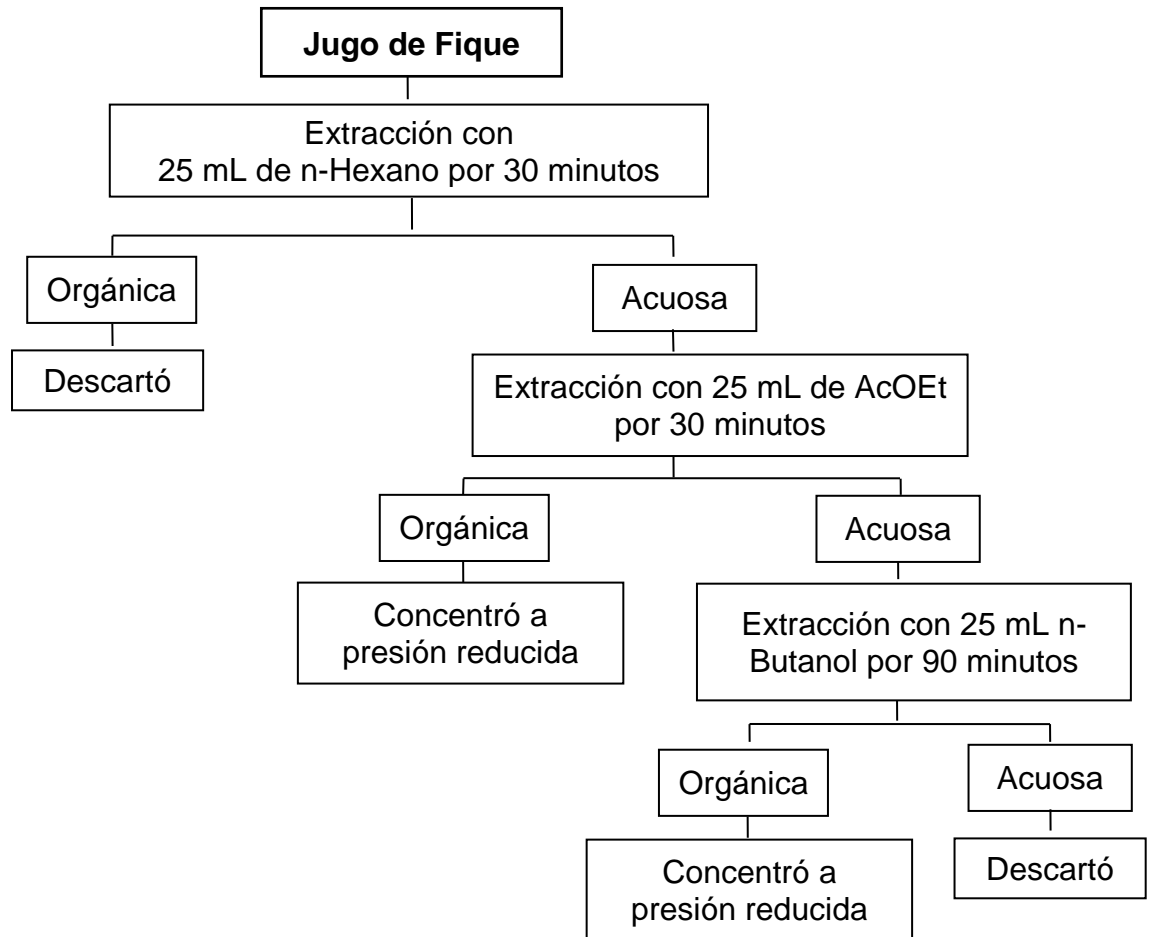 Jugo de Fique
Extracción con
25 mL de n-Hexano por 30 minutos
Orgánica
Acuosa
Descartó
Extracción con 25 mL de AcOEt
por 30 minutos
Orgánica
Acuosa
Concentró a
presión reducida
Extracción con 25 mL n-
Butanol por 90 minutos
Orgánica
Acuosa
Concentró a
presión reducida
Descartó